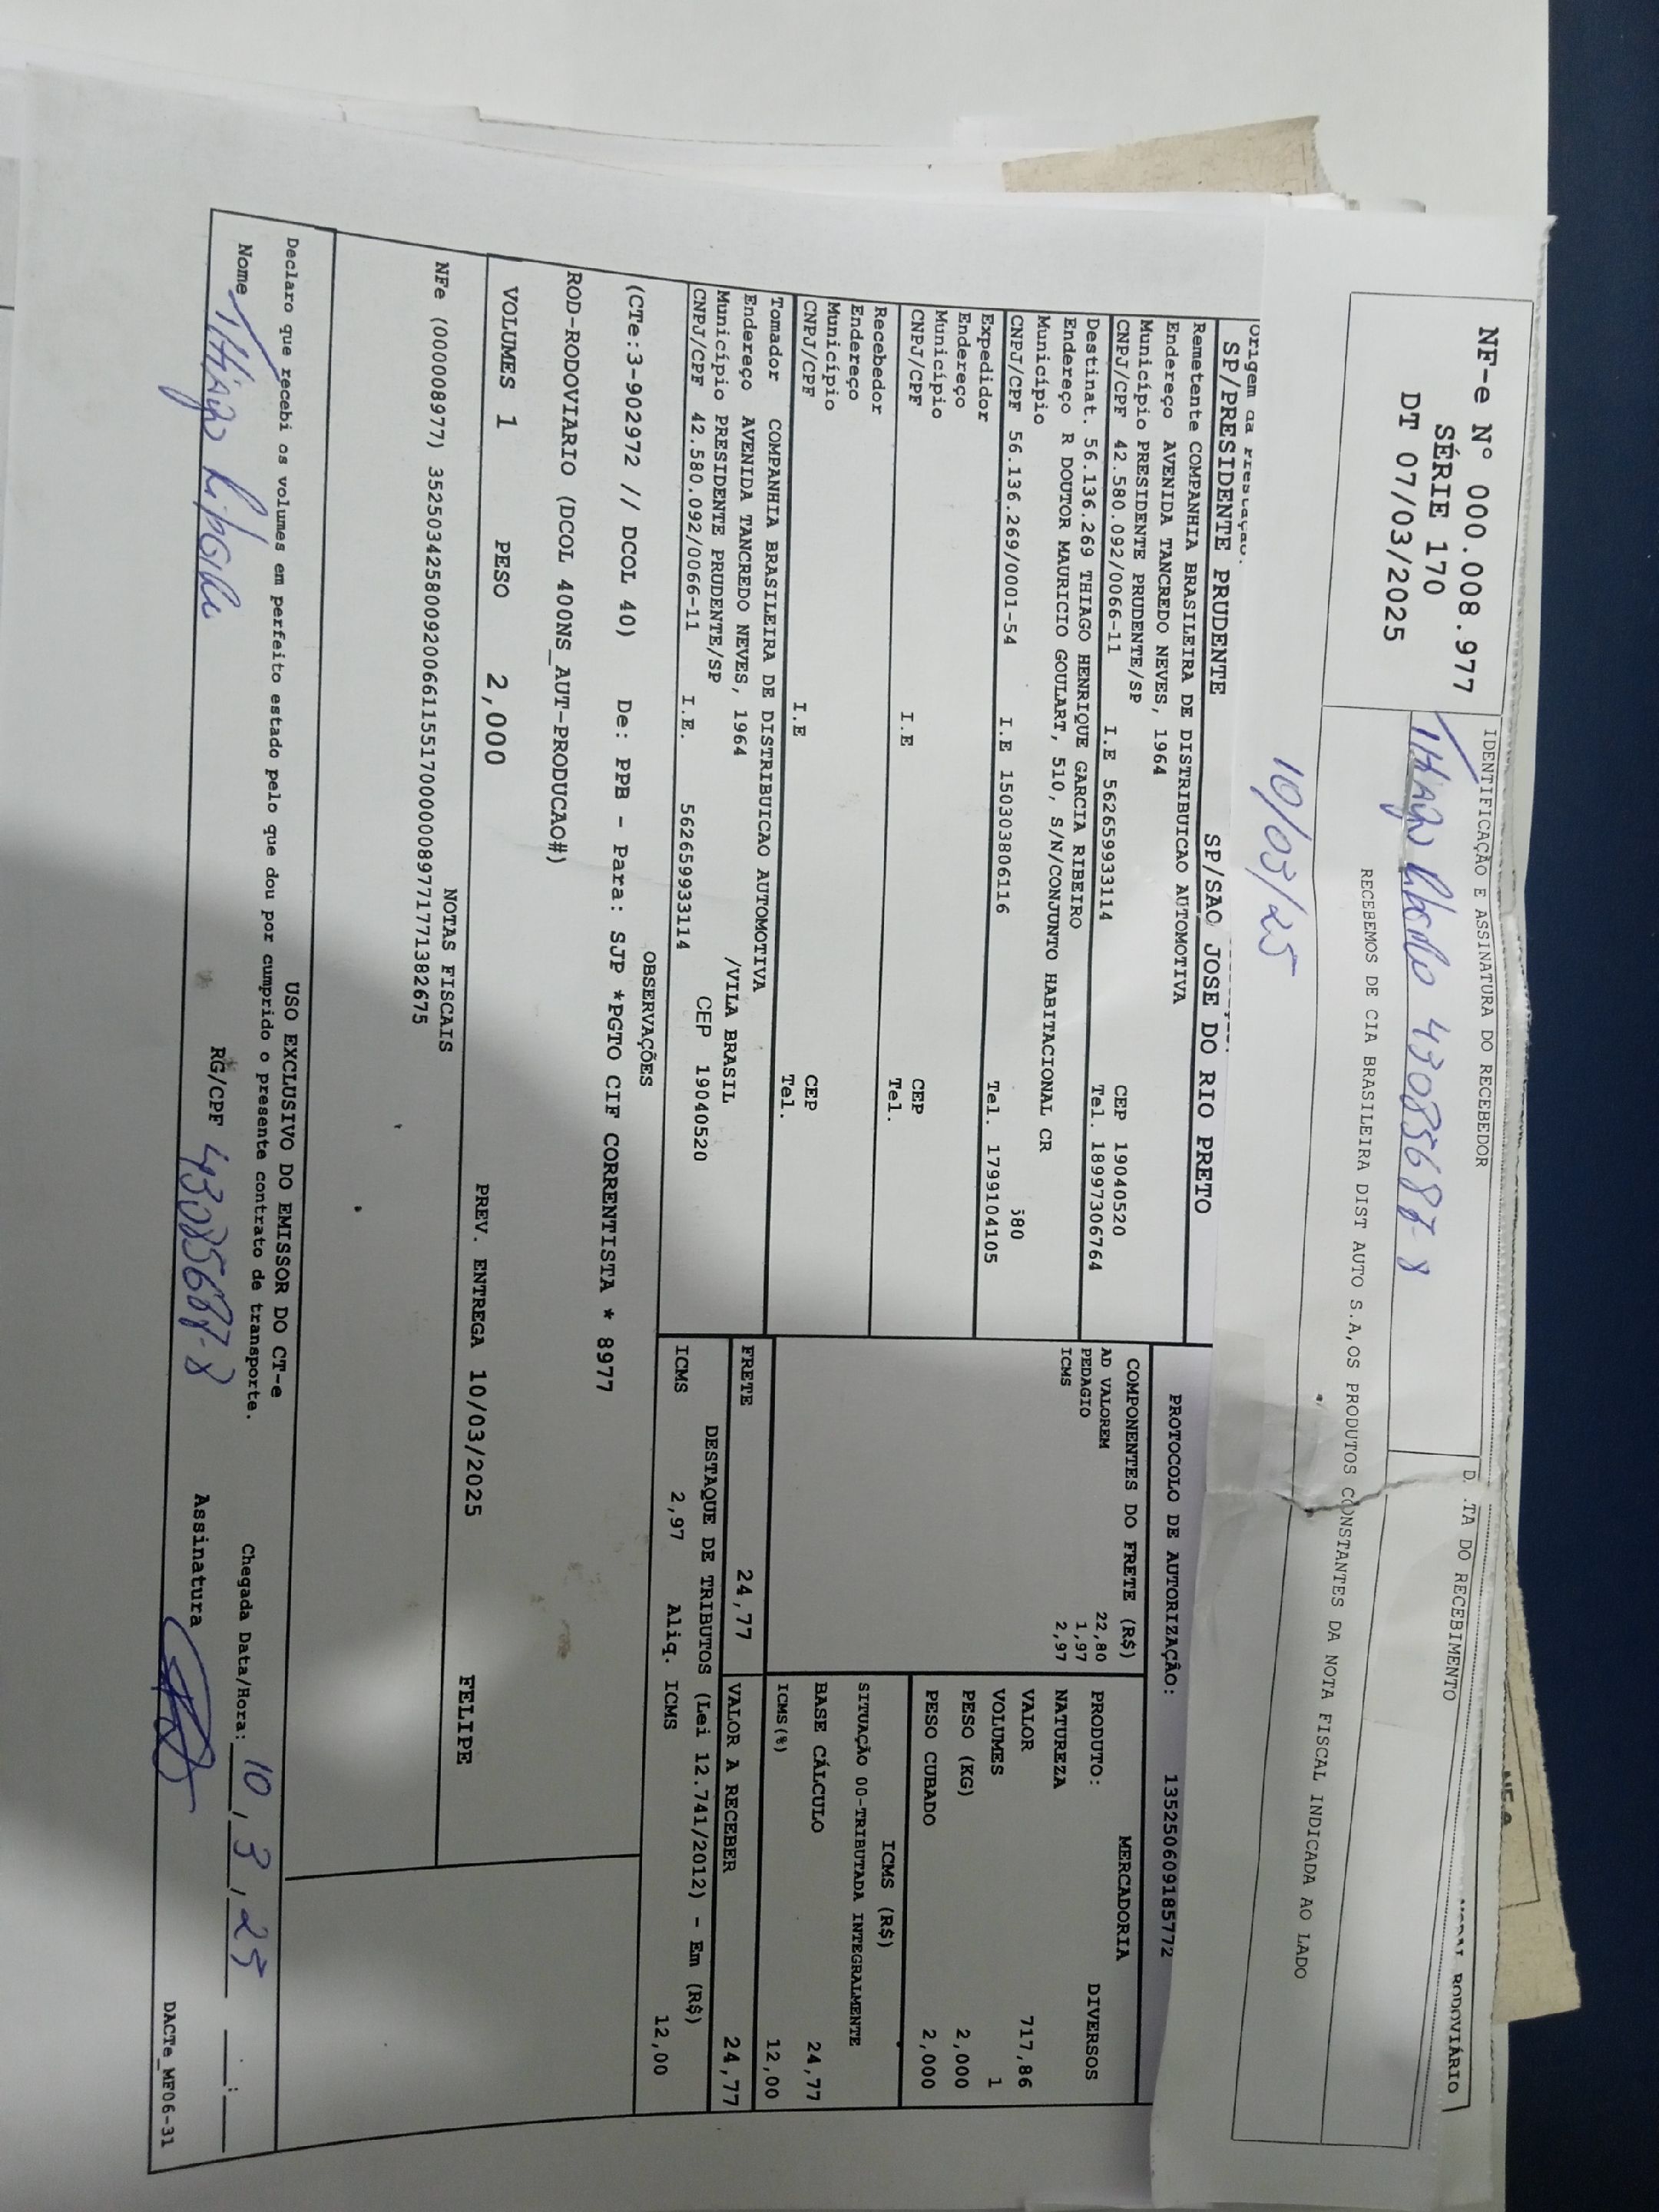 NF-e Nº 000.008.977
SÉRIE 170
DT 07/03/2025
IDENTIFICAÇÃO E ASSINATURA DO RECEBEDOR
43085688-8
TA DO RECEBIMENTO
RODOVIÁRIO
RECEBEMOS DE CIA BRASILEIRA DIST AUTO S.A,OS PRODUTOS CONSTANTES DA NOTA FISCAL INDICADA AO LADO
10/03/25
Origem da Prestação:
SP/PRESIDENTE PRUDENTE SP/SAO JOSE DO RIO PRETO
PROTOCOLO DE AUTORIZAÇÃO: 135250609185772
Remetente COMPANHIA BRASILEIRA DE DISTRIBUICAO AUTOMOTIVA
Endereço AVENIDA TANCREDO NEVES, 1964
Município PRESIDENTE PRUDENTE/SP CEP 19040520
CNPJ/CPF 42.580.092/0066-11 I.E 562659933114 Tel. 18997306764
Destinat. 56.136.269 THIAGO HENRIQUE GARCIA RIBEIRO
Endereço R DOUTOR MAURICIO GOULART, 510, S/N/CONJUNTO HABITACIONAL CR
Município 580
CNPJ/CPF 56.136.269/0001-54 I.E 150303806116 Tel. 1799104105
Expedidor
Endereço
Município CEP
CNPJ/CPF I.E Tel.
Recebedor
Endereço
Município CEP
CNPJ/CPF I.E Tel.
Tomador COMPANHIA BRASILEIRA DE DISTRIBUICAO AUTOMOTIVA
Endereço AVENIDA TANCREDO NEVES, 1964 /VILA BRASIL
Município PRESIDENTE PRUDENTE/SP CEP 19040520
CNPJ/CPF 42.580.092/0066-11 I.E. 562659933114
COMPONENTES DO FRETE (R$)
AD VALOREM 22,80
PEDAGIO 1,97
ICMS 2,97
FRETE 24,77
MERCADORIA
PRODUTO: DIVERSOS
NATUREZA
VALOR 717,86
VOLUMES 1
PESO (KG) 2,000
PESO CUBADO 2,000
ICMS (R$)
SITUAÇÃO 00-TRIBUTADA INTEGRALMENTE
BASE CÁLCULO 24,77
ICMS(%) 12,00
VALOR A RECEBER 24,77
DESTAQUE DE TRIBUTOS (Lei 12.741/2012) - Em (R$)
ICMS 2,97 Aliq. ICMS 12,00
OBSERVAÇÕES
(CTe:3-902972 // DCOL 40) De: PPB - Para: SJP *PGTO CIF CORRENTISTA * 8977
ROD-RODOVIARIO (DCOL 400NS_AUT-PRODUCAO#)
VOLUMES 1 PESO 2,000 PREV. ENTREGA 10/03/2025 FELIPE
NOTAS FISCAIS
NFe (000008977) 35250342580092006611551700000089771771382675
USO EXCLUSIVO DO EMISSOR DO CT-e
Declaro que recebi os volumes em perfeito estado pelo que dou por cumprido o presente contrato de transporte.
Chegada Data/Hora: 10,3,25 __:__
Nome RG/CPF 43085688-8 Assinatura
DACTe_MF06-31